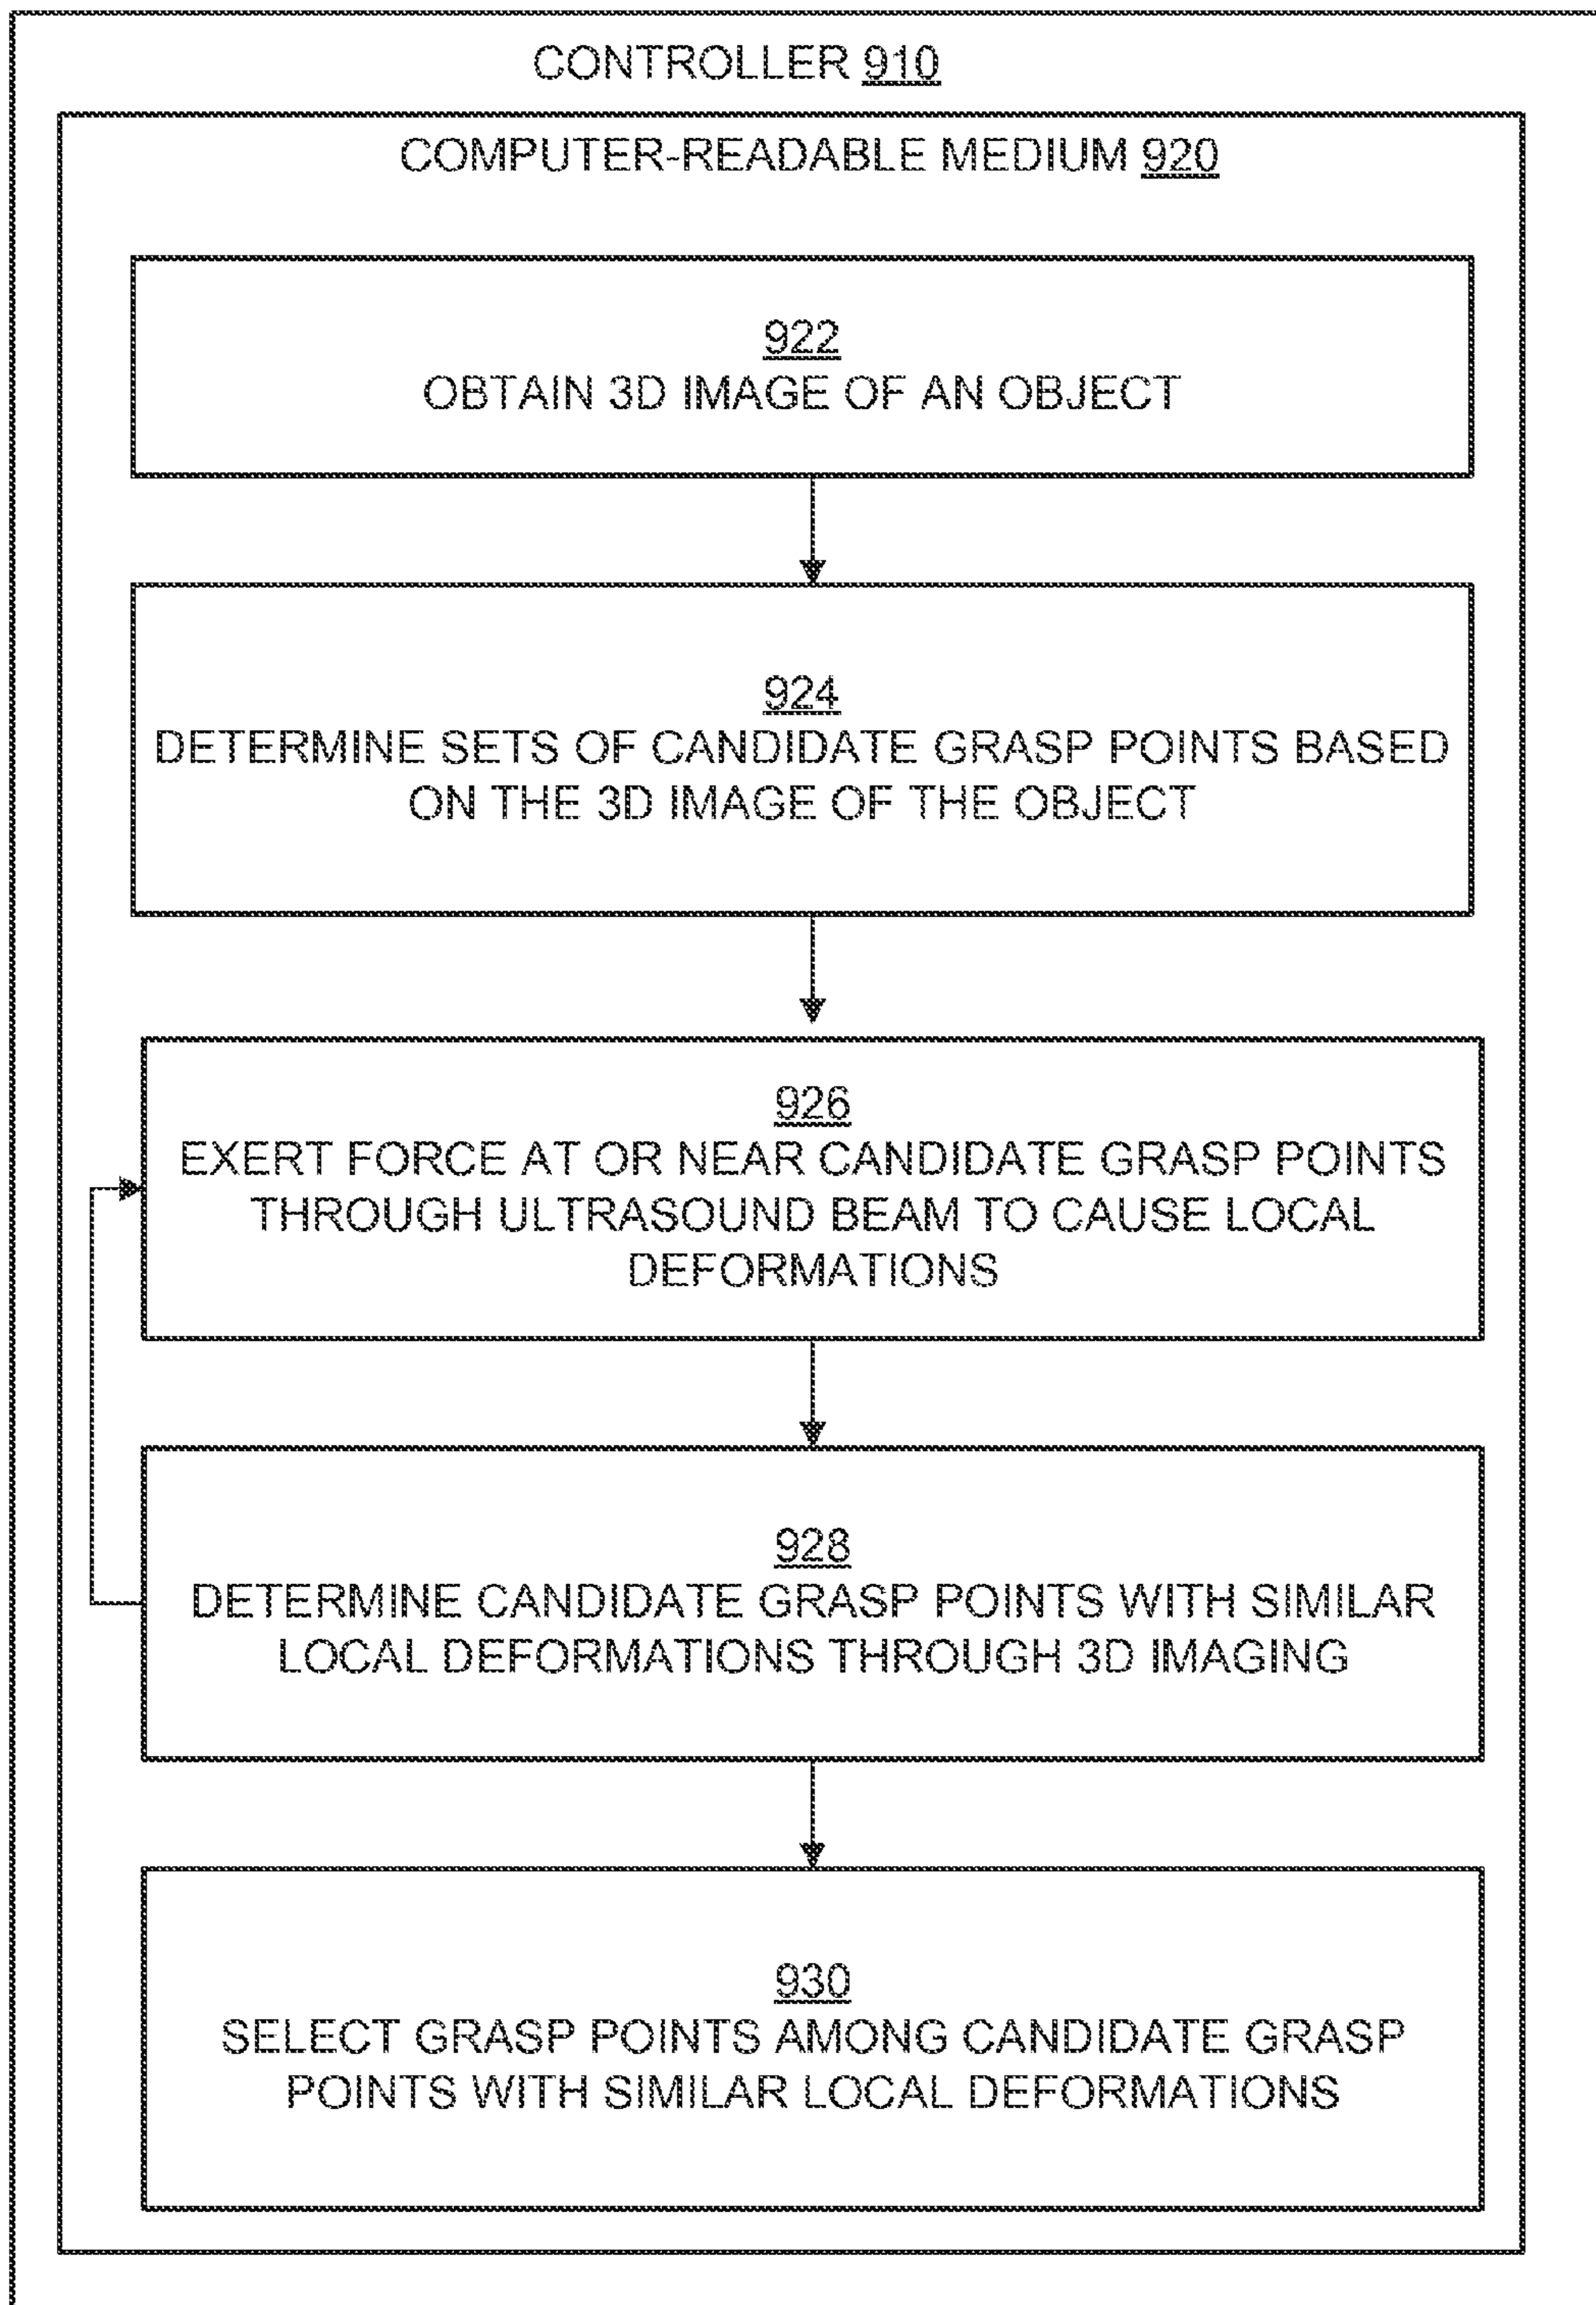 CONTROLLER 910
COMPUTER-READABLE MEDIUM 920
922
OBTAIN 3D IMAGE OF AN OBJECT
924
DETERMINE SETS OF CANDIDATE GRASP POINTS BASED
ON THE 3D IMAGE OF THE OBJECT
926
EXERT FORCE AT OR NEAR CANDIDATE GRASP POINTS
THROUGH ULTRASOUND BEAM TO CAUSE LOCAL
DEFORMATIONS
928
DETERMINE CANDIDATE GRASP POINTS WITH SIMILAR
LOCAL DEFORMATIONS THROUGH 3D IMAGING
930
SELECT GRASP POINTS AMONG CANDIDATE GRASP
POINTS WITH SIMILAR LOCAL DEFORMATIONS